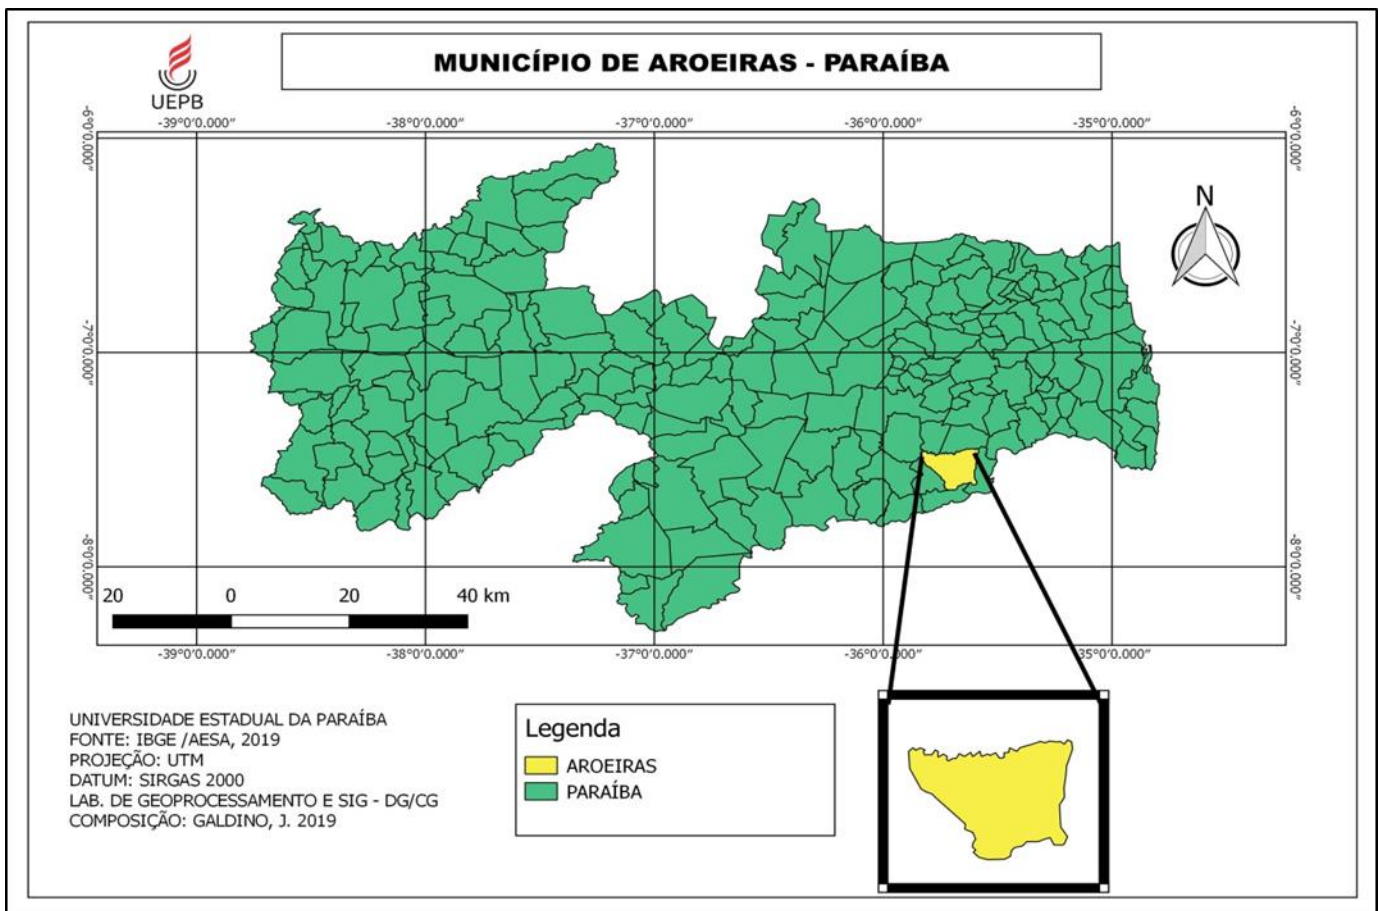 MUNICÍPIO DE AROEIRAS - PARAÍBA
UEPB
-39°0'0.000" -38°0'0.000" -37°0'0.000" -36°0'0.000" -35°0'0.000"
-6°0'0.000" -6°0'0.000"
N
-7°0'0.000" -7°0'0.000"
-8°0'0.000" -8°0'0.000"
20 0 20 40 km
-39°0'0.000" -38°0'0.000" -37°0'0.000" -36°0'0.000" -35°0'0.000"
UNIVERSIDADE ESTADUAL DA PARAÍBA
FONTE: IBGE /AESA, 2019
PROJEÇÃO: UTM
DATUM: SIRGAS 2000
LAB. DE GEOPROCESSAMENTO E SIG - DG/CG
COMPOSIÇÃO: GALDINO, J. 2019
Legenda
AROEIRAS
PARAÍBA